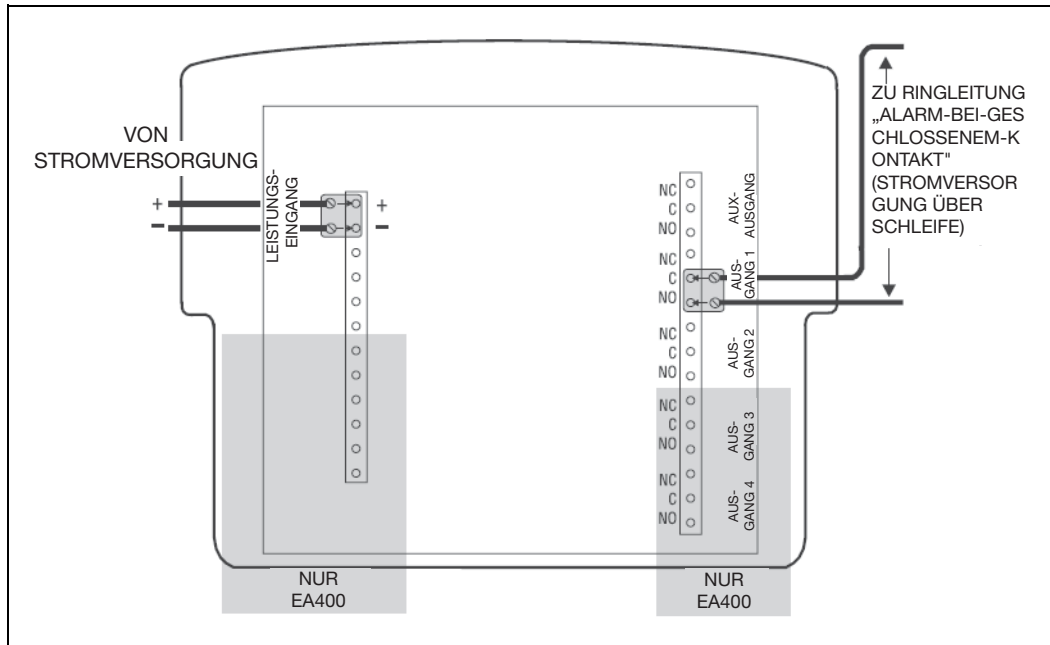 VON
STROMVERSORGUNG
+
−
LEISTUNGS-
EINGANG
+
−
NC
C
NO
AUX-
AUSGANG
NC
C
NO
AUS-
GANG 1
NC
C
NO
AUS-
GANG 2
NC
C
NO
AUS-
GANG 3
NC
C
NO
AUS-
GANG 4
ZU RINGLEITUNG
„ALARM-BEI-GES
CHLOSSENEM-K
ONTAKT"
(STROMVERSOR
GUNG ÜBER
SCHLEIFE)
NUR
EA400
NUR
EA400